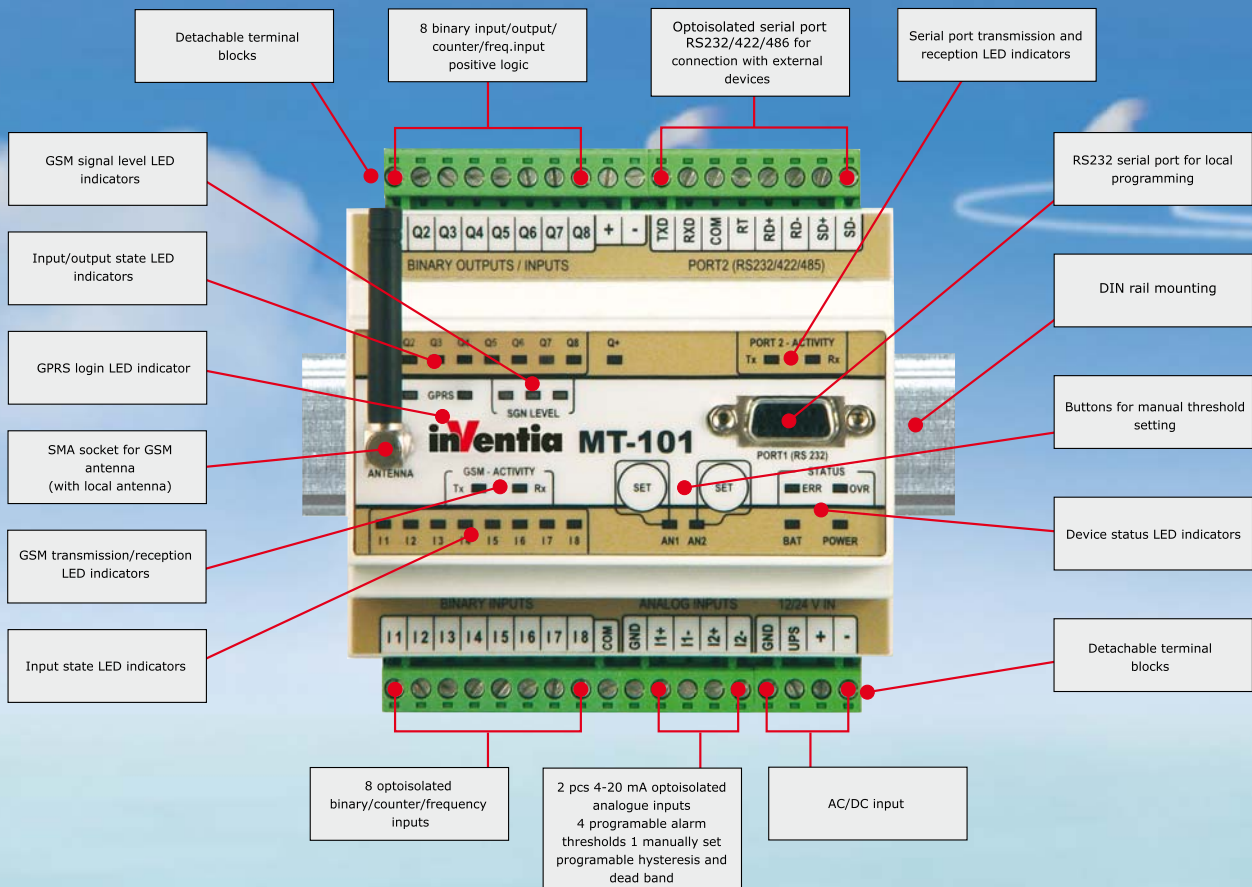 Detachable terminal
blocks
8 binary input/output/
counter/freq.input
positive logic
Optoisolated serial port
RS232/422/486 for
connection with external
devices
Serial port transmission and
reception LED indicators
GSM signal level LED
indicators
Input/output state LED
indicators
GPRS login LED indicator
SMA socket for GSM
antenna
(with local antenna)
GSM transmission/reception
LED indicators
Input state LED indicators
RS232 serial port for local
programming
DIN rail mounting
Buttons for manual threshold
setting
Device status LED indicators
Detachable terminal
blocks
Q2 Q3 Q4 Q5 Q6 Q7 Q8 + - TXD RXD COM RT RD+ RD- SD+ SD-
BINARY OUTPUTS / INPUTS PORT2 (RS232/422/485)
Q2 Q3 Q4 Q5 Q6 Q7 Q8 Q+ PORT 2 - ACTIVITY
Tx Rx
GPRS
SGN LEVEL
inVentia MT-101
ANTENNA
PORT1 (RS 232)
GSM - ACTIVITY
Tx Rx
SET SET
STATUS
ERR OVR
I1 I2 I3 I4 I5 I6 I7 I8 AN1 AN2 BAT POWER
BINARY INPUTS ANALOG INPUTS 12/24 V IN
I1 I2 I3 I4 I5 I6 I7 I8 COM GND I1+ I1- I2+ I2- GND UPS + -
8 optoisolated
binary/counter/frequency
inputs
2 pcs 4-20 mA optoisolated
analogue inputs
4 programable alarm
thresholds 1 manually set
programable hysteresis and
dead band
AC/DC input